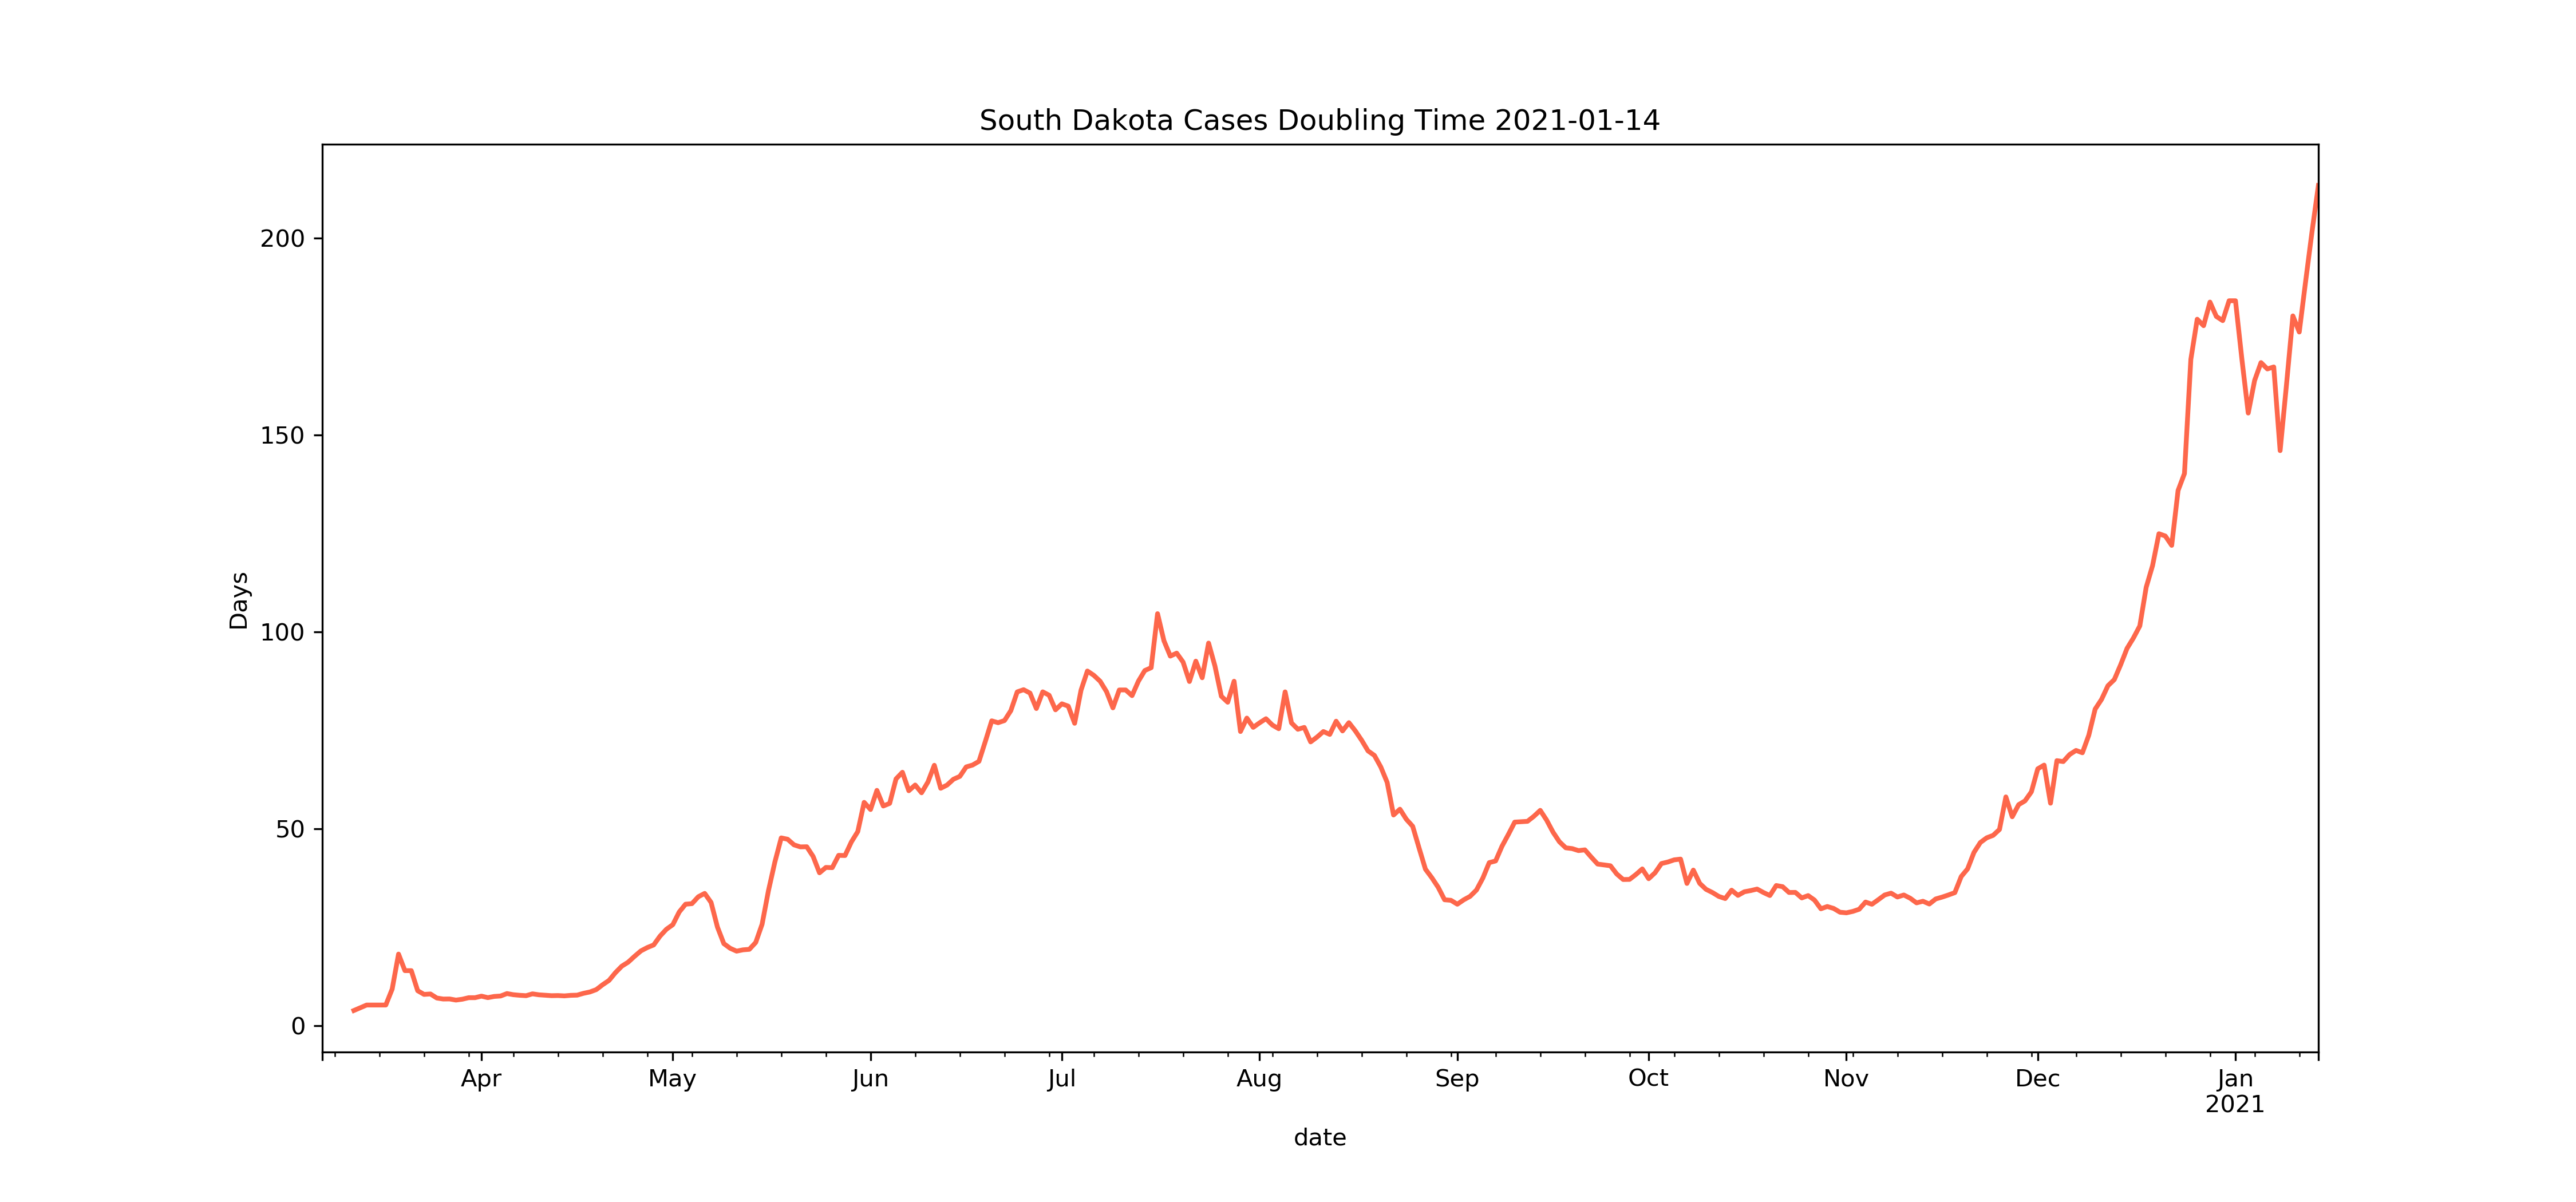 South Dakota Cases Doubling Time 2021-01-14
200
150
100
50
0
Days
Apr May Jun Jul Aug Sep Oct Nov Dec Jan
2021
date